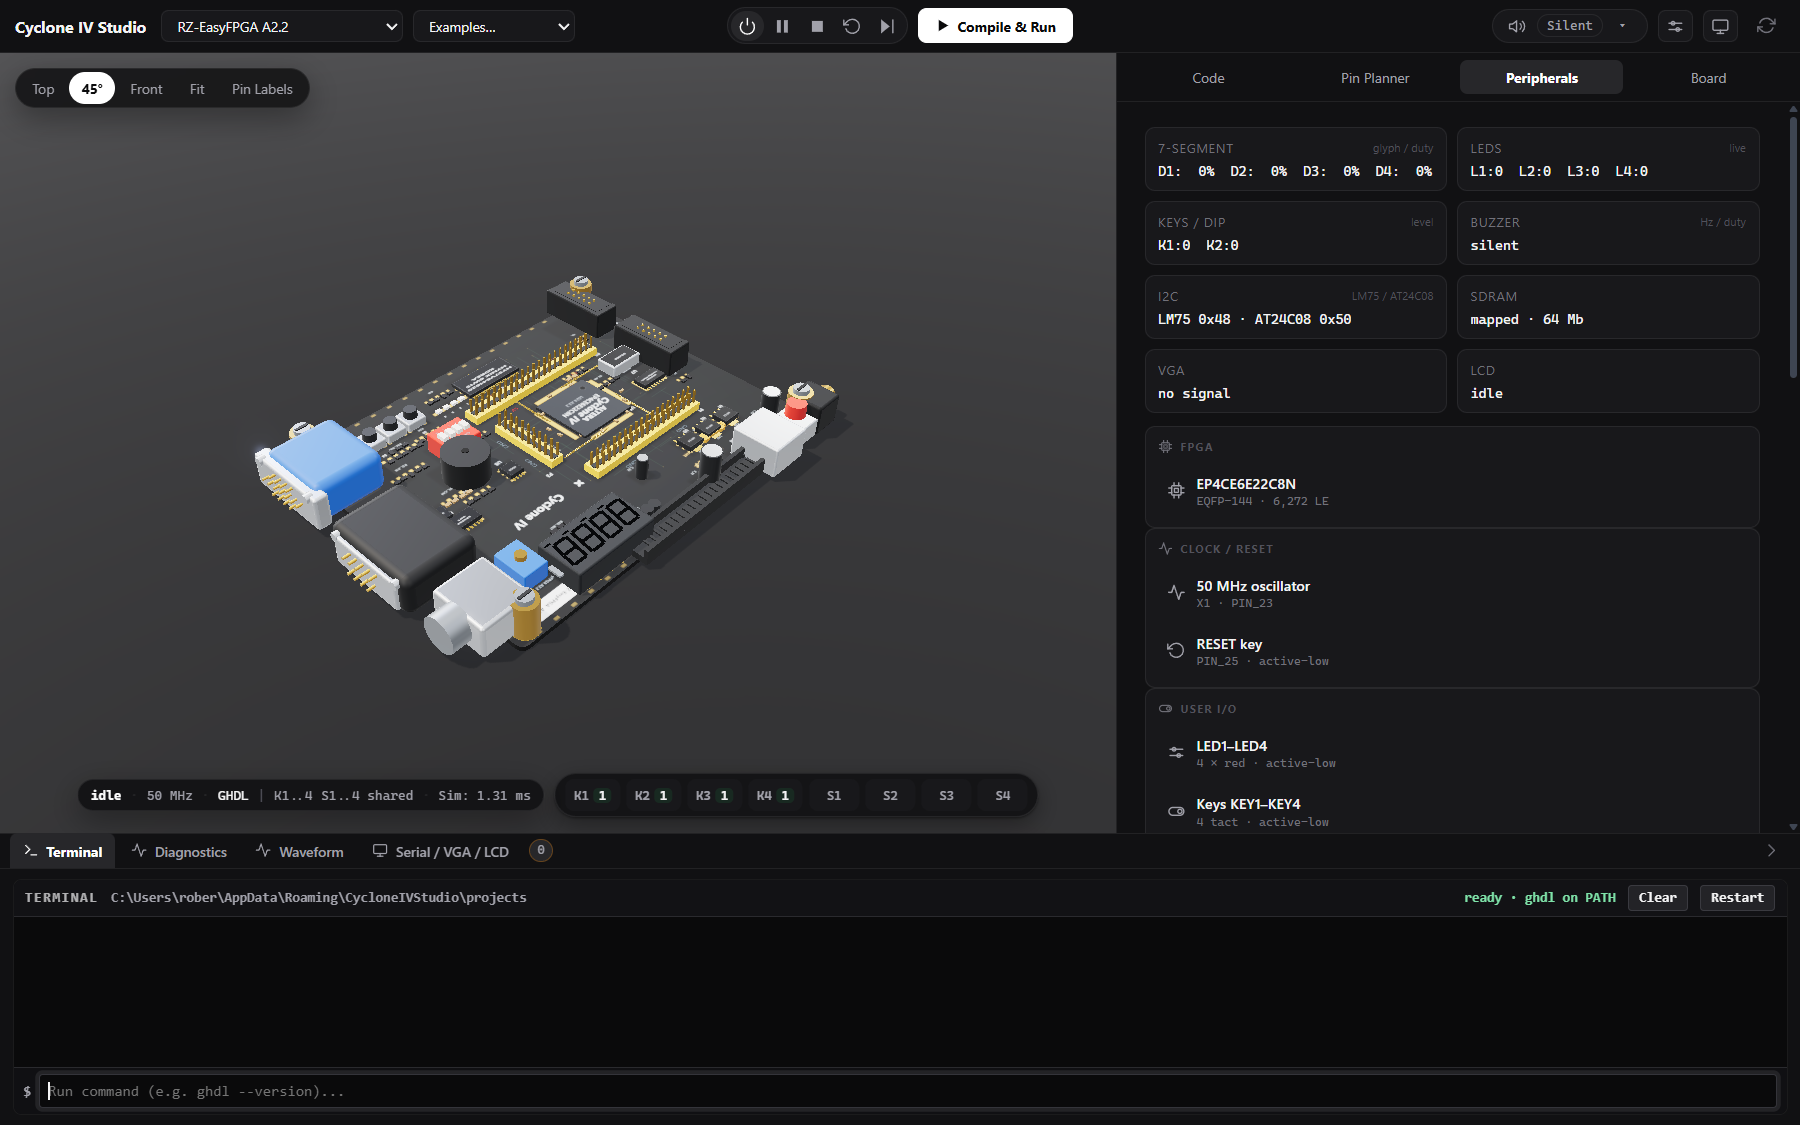 Cyclone IV Studio
RZ-EasyFPGA A2.2
Examples...
Compile & Run
Silent
Top 45° Front Fit Pin Labels
Code Pin Planner Peripherals Board
7-SEGMENT glyph / duty
D1: 0% D2: 0% D3: 0% D4: 0%
LEDS live
L1:0 L2:0 L3:0 L4:0
KEYS / DIP level
K1:0 K2:0
BUZZER Hz / duty
silent
I2C LM75 / AT24C08
LM75 0x48 · AT24C08 0x50
SDRAM
mapped · 64 Mb
VGA
no signal
LCD
idle
FPGA
EP4CE6E22C8N
EQFP-144 · 6,272 LE
CLOCK / RESET
50 MHz oscillator
X1 · PIN_23
RESET key
PIN_25 · active-low
USER I/O
LED1–LED4
4 × red · active-low
Keys KEY1–KEY4
4 tact · active-low
ALTERA
Cyclone IV
Cyclone IV
8888
idle · 50 MHz · GHDL | K1..4 S1..4 shared · Sim: 1.31 ms
K1 1 K2 1 K3 1 K4 1 S1 S2 S3 S4
Terminal Diagnostics Waveform Serial / VGA / LCD 0
TERMINAL C:\Users\rober\AppData\Roaming\CycloneIVStudio\projects
ready · ghdl on PATH Clear Restart
$ Run command (e.g. ghdl --version)...